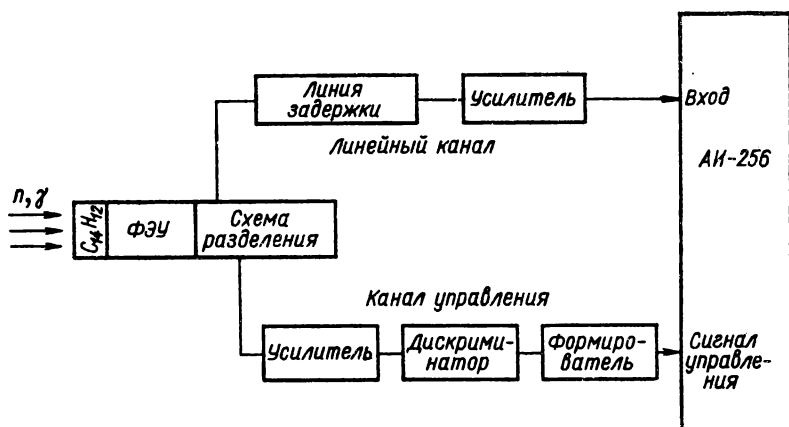 Линия
задержки
Усилитель
Вход
Линейный канал
АИ-256
n, γ
C₁₄H₁₂
ФЭУ
Схема
разделения
Канал управления
Усилитель
Дискрими-
натор
Формиро-
ватель
Сигнал
управле-
ния